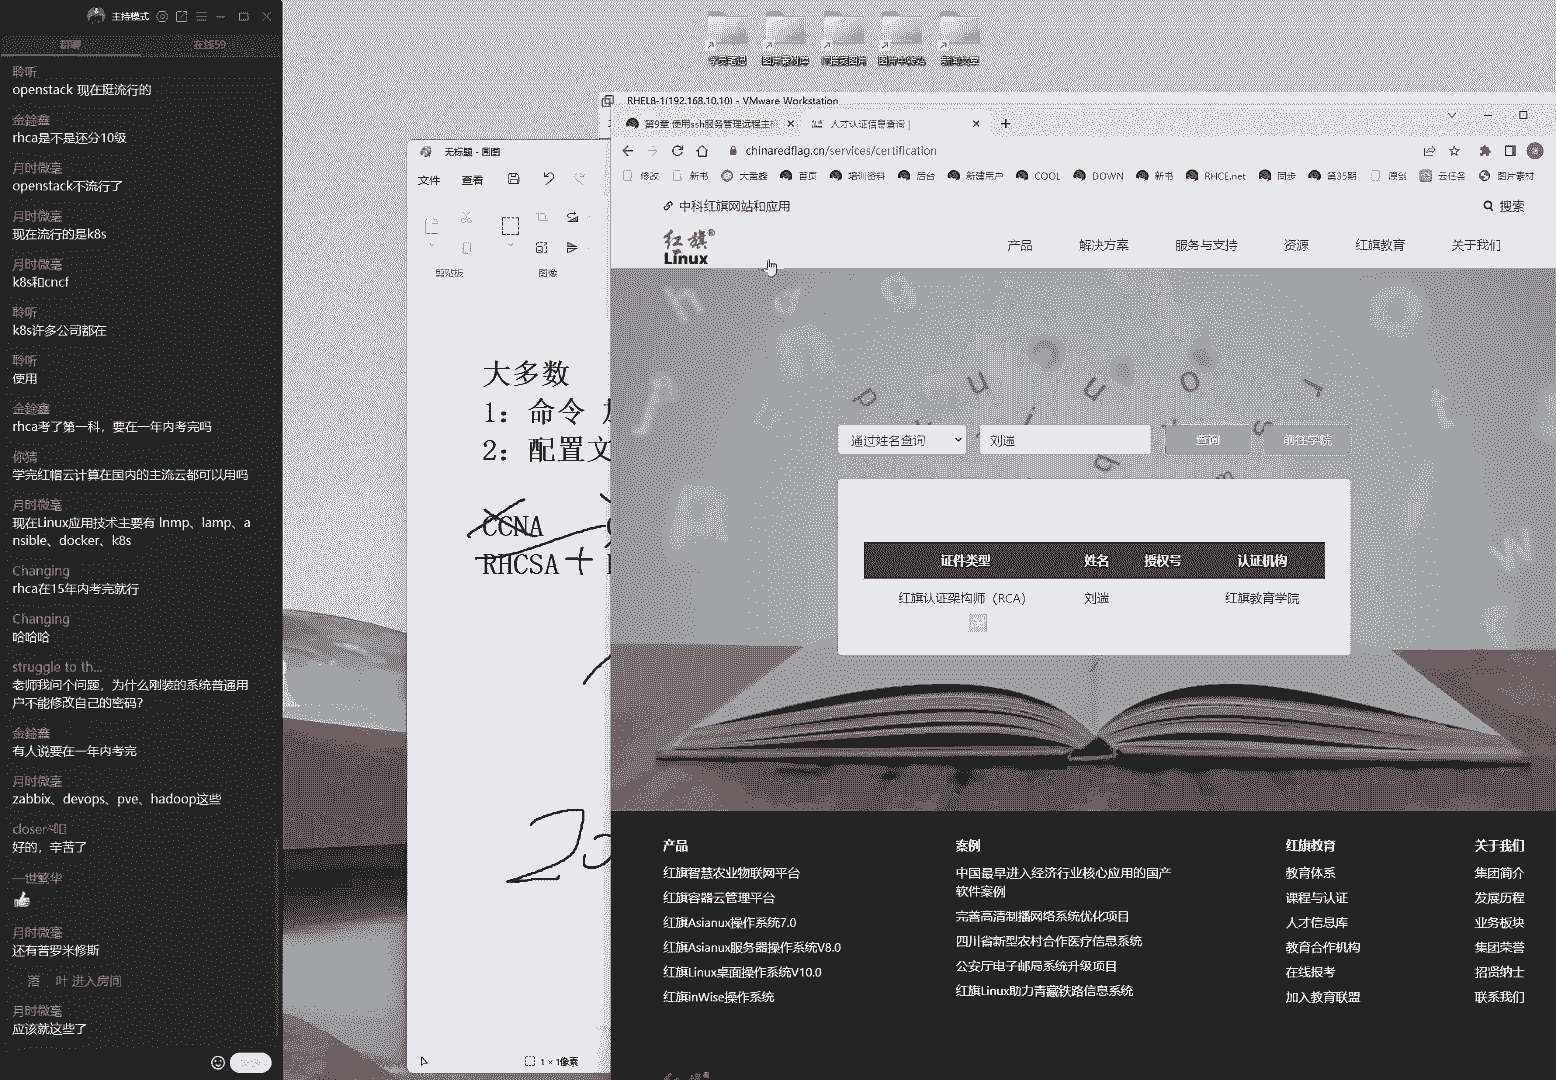 主持模式
群聊
在线59
聆听
openstack 现在挺流行的
金鎔鑫
rhca是不是还分10级
月时微毫
openstack不流行了
月时微毫
现在流行的是k8s
月时微毫
k8s和cncf
聆听
k8s许多公司都在
聆听
使用
金鎔鑫
rhca考了第一科，要在一年内考完吗
你猜
学完红帽云计算在国内的主流云都可以用吗
月时微毫
现在Linux应用技术主要有 lnmp、lamp、a
nsible、docker、k8s
Changing
rhca在15年内考完就行
Changing
哈哈哈
struggle to th...
老师我问个问题，为什么刚装的系统普通用
户不能修改自己的密码?
金鎔鑫
有人说要在一年内考完
月时微毫
zabbix、devops、pve、hadoop这些
closer
好的，辛苦了
一世繁华
月时微毫
还有普罗米修斯
落 叶 进入房间
月时微毫
应该就这些了
无标题 - 画图
文件 查看
剪贴板 图像
大多数
1：命令
2：配置文
CCNA
RHCSA+
1 × 1像素
RHEL8-1(192.168.10.10) - VMware Workstation
第9章 使用ssh服务管理远程主机
人才认证信息查询 |
chinaredflag.cn/services/certification
修改 新书 大蜜蜂 首页 培训资料 后台 新建用户 COOL DOWN 新书 RHCE.net 同步 第35期 原创 云任务 图片素材
中科红旗网站和应用 搜索
红旗®
Linux
产品 解决方案 服务与支持 资源 红旗教育 关于我们
通过姓名查询 刘遄 查询 前往学院
证件类型 姓名 授权号 认证机构
红旗认证架构师（RCA） 刘遄 红旗教育学院
产品 案例 红旗教育 关于我们
红旗智慧农业物联网平台
红旗容器云管理平台
红旗Asianux操作系统7.0
红旗Asianux服务器操作系统V8.0
红旗Linux桌面操作系统V10.0
红旗inWise操作系统
中国最早进入经济行业核心应用的国产
软件案例
完善高清制播网络系统优化项目
四川省新型农村合作医疗信息系统
公安厅电子邮局系统升级项目
红旗Linux助力青藏铁路信息系统
教育体系
课程与认证
人才信息库
教育合作机构
在线报考
加入教育联盟
集团简介
发展历程
业务板块
集团荣誉
招贤纳士
联系我们